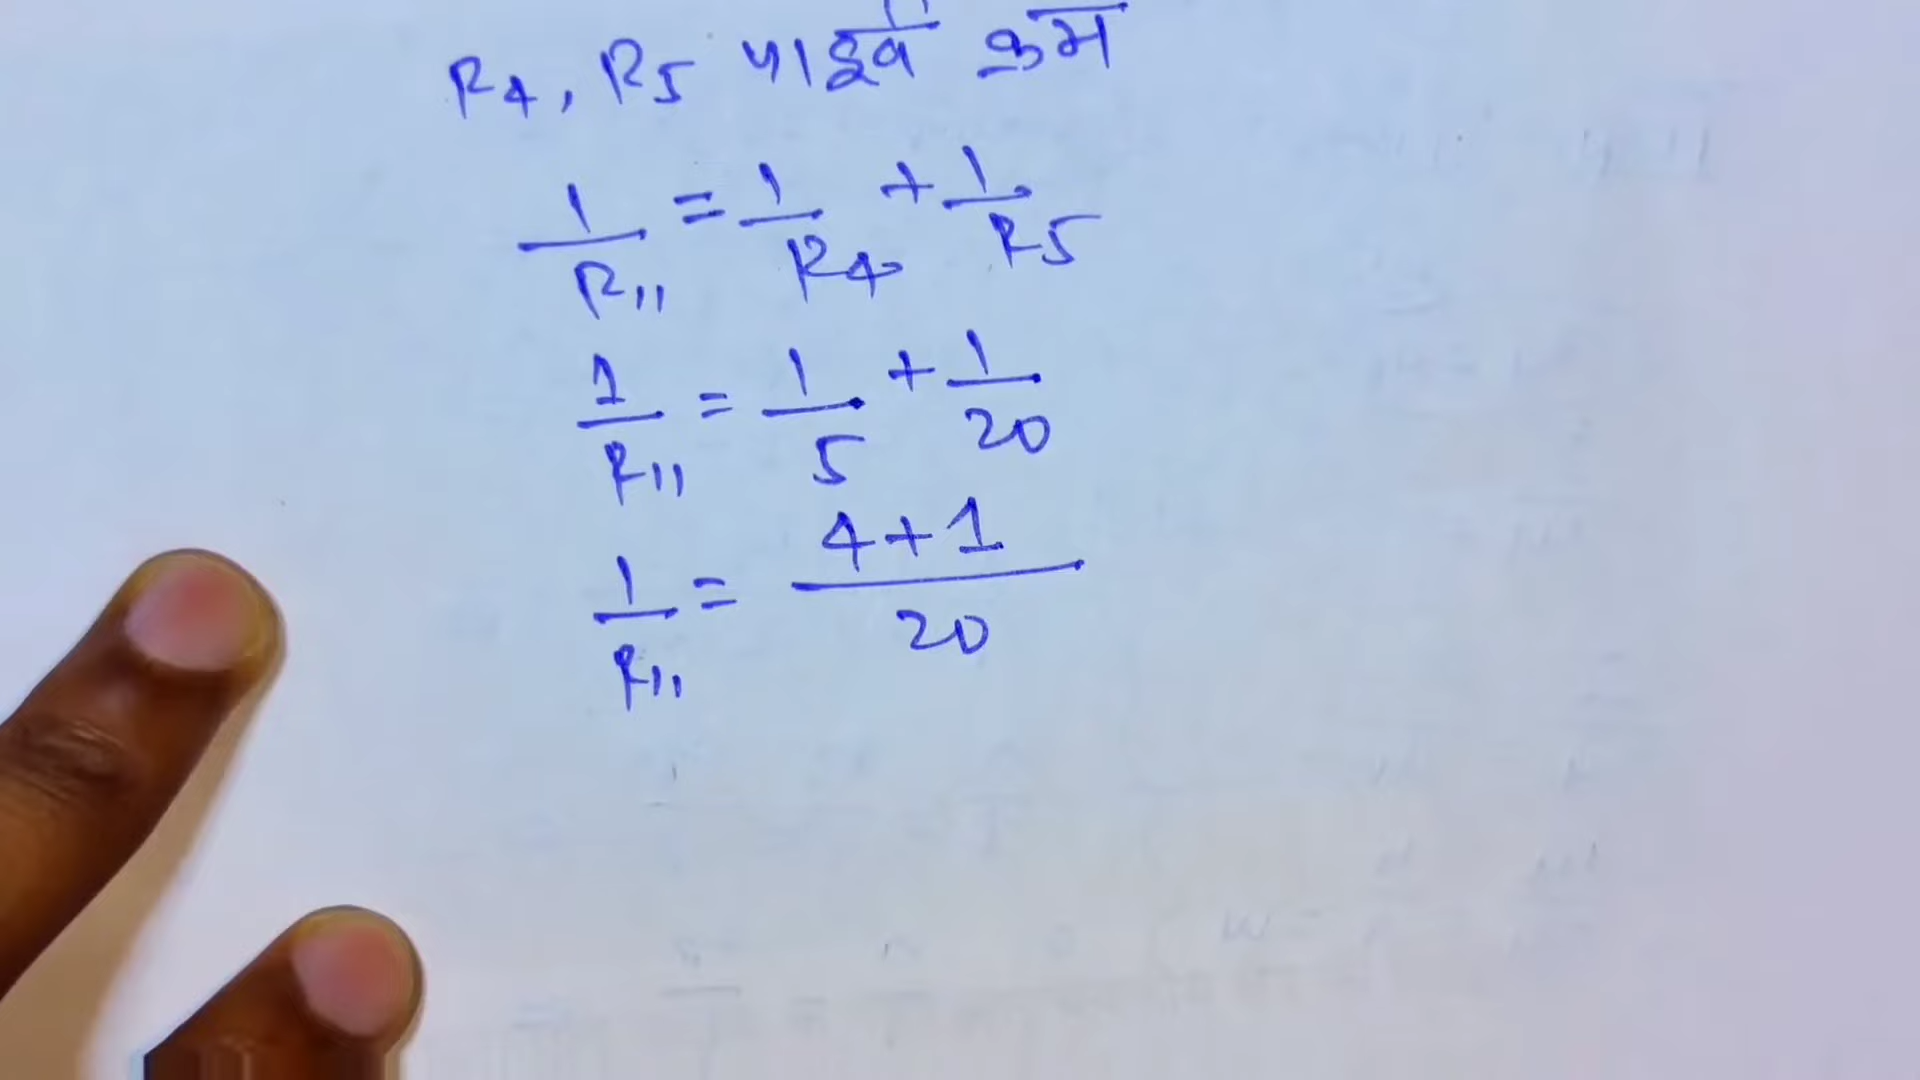 R4, R5 पार्श्व क्रम
1/R11 = 1/R4 + 1/R5
1/R11 = 1/5 + 1/20
1/R11 = 4+1/20